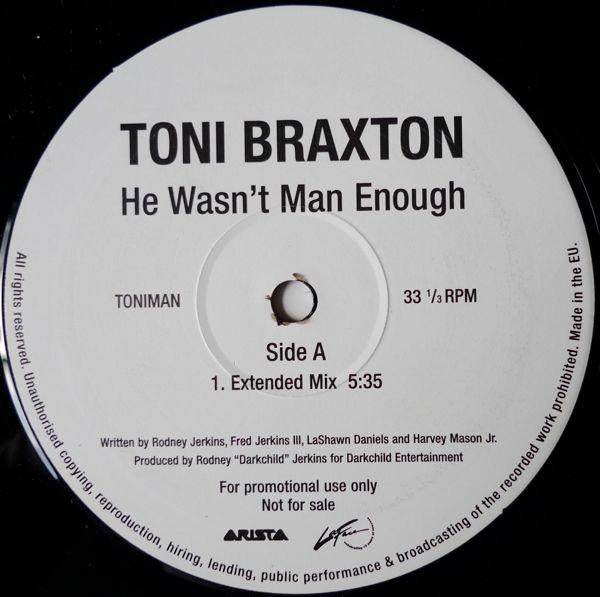 TONI BRAXTON
He Wasn't Man Enough
TONIMAN
33 1/3 RPM
Side A
1. Extended Mix 5:35
Written by Rodney Jerkins, Fred Jerkins III, LaShawn Daniels and Harvey Mason Jr.
Produced by Rodney “Darkchild” Jerkins for Darkchild Entertainment
For promotional use only
Not for sale
ARISTA
LaFace
All rights reserved. Unauthorised copying, reproduction, hiring, lending, public performance & broadcasting of the recorded work prohibited. Made in the EU.